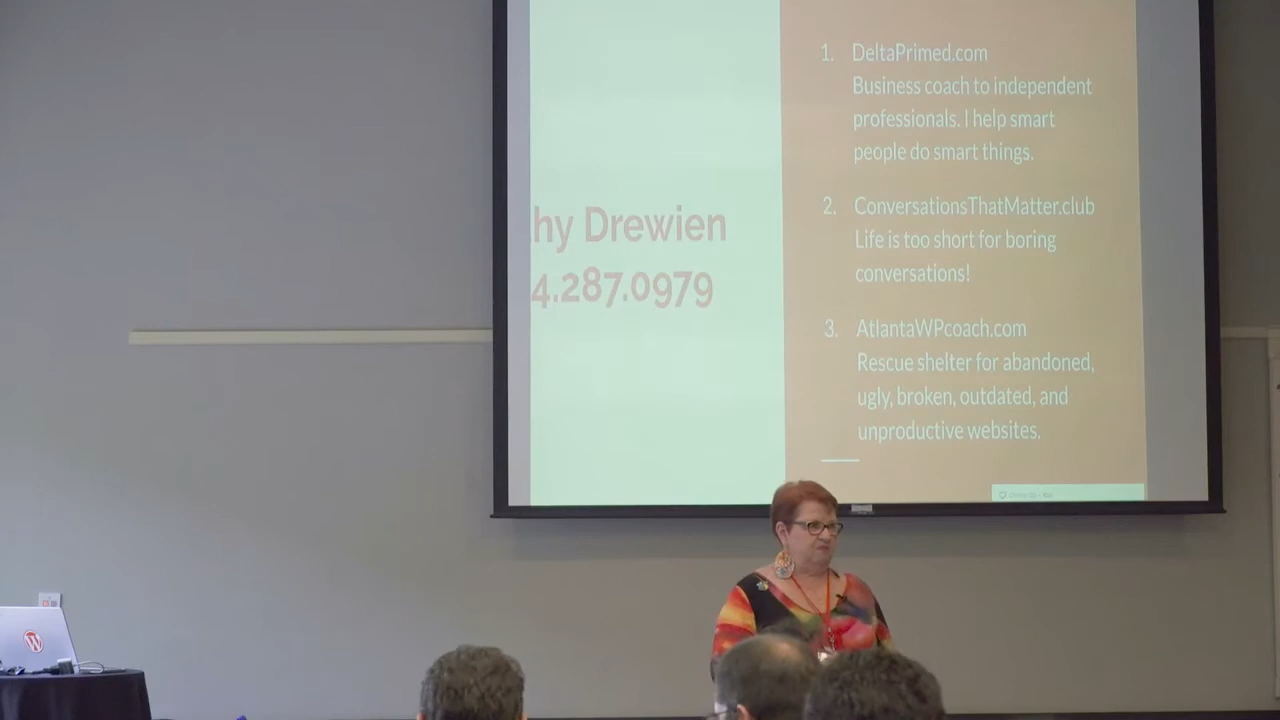 hy Drewien
4.287.0979
1. DeltaPrimed.com
Business coach to independent
professionals. I help smart
people do smart things.
2. ConversationsThatMatter.club
Life is too short for boring
conversations!
3. AtlantaWPcoach.com
Rescue shelter for abandoned,
ugly, broken, outdated, and
unproductive websites.
W